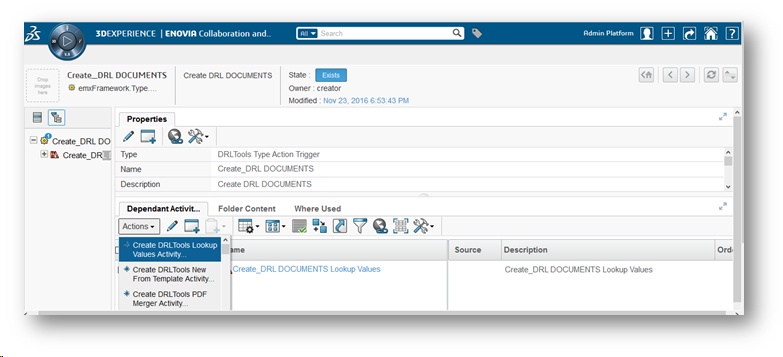 3DEXPERIENCE | ENOVIA Collaboration and..
All
Search
Admin Platform
Drop
images
here
Create_DRL DOCUMENTS
emxFramework.Type....
Create DRL DOCUMENTS
State : Exists
Owner : creator
Modified : Nov 23, 2016 6:53:43 PM
Create_DRL DO
Create_DR
Properties
Type DRLTools Type Action Trigger
Name Create_DRL DOCUMENTS
Description Create DRL DOCUMENTS
Dependant Activit... Folder Content Where Used
Actions
ame Source Description Orde
Create DRLTools Lookup
Values Activity...
Create DRLTools New
From Template Activity...
Create DRLTools PDF
Merger Activity...
Create_DRL DOCUMENTS Lookup Values Create_DRL DOCUMENTS Lookup Values